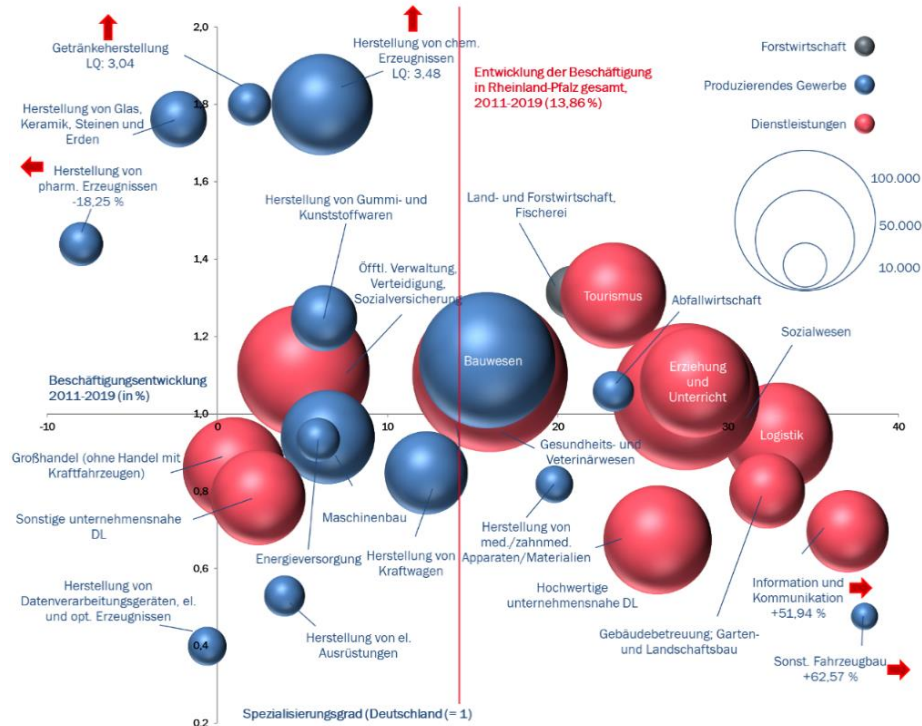 2,0
Getränkeherstellung
LQ: 3,04
Herstellung von chem.
Erzeugnissen
LQ: 3,48
Entwicklung der Beschäftigung
in Rheinland-Pfalz gesamt,
2011-2019 (13,86 %)
Forstwirtschaft
Produzierendes Gewerbe
Dienstleistungen
1,8
Herstellung von Glas,
Keramik, Steinen und
Erden
100.000
50.000
10.000
1,6
Herstellung von
pharm. Erzeugnissen
-18,25 %
Herstellung von Gummi- und
Kunststoffwaren
Land- und Forstwirtschaft,
Fischerei
1,4
Öfftl. Verwaltung,
Verteidigung,
Sozialversicherung
Tourismus
Abfallwirtschaft
Sozialwesen
1,2
Bauwesen
Erziehung
und
Unterricht
Beschäftigungsentwicklung
2011-2019 (in %)
1,0
-10
0
10
20
30
40
Großhandel (ohne Handel mit
Kraftfahrzeugen)
Gesundheits- und
Veterinärwesen
Logistik
0,8
Sonstige unternehmensnahe
DL
Maschinenbau
Energieversorgung
Herstellung von
Kraftwagen
Herstellung von
med./zahnmed.
Apparaten/Materialien
0,6
Herstellung von
Datenverarbeitungsgeräten, el.
und opt. Erzeugnissen
Herstellung von el.
Ausrüstungen
Hochwertige
unternehmensnahe DL
Information und
Kommunikation
+51,94 %
Gebäudebetreuung; Garten-
und Landschaftsbau
0,4
Sonst. Fahrzeugbau
+62,57 %
Spezialisierungsgrad (Deutschland (= 1)
0,2